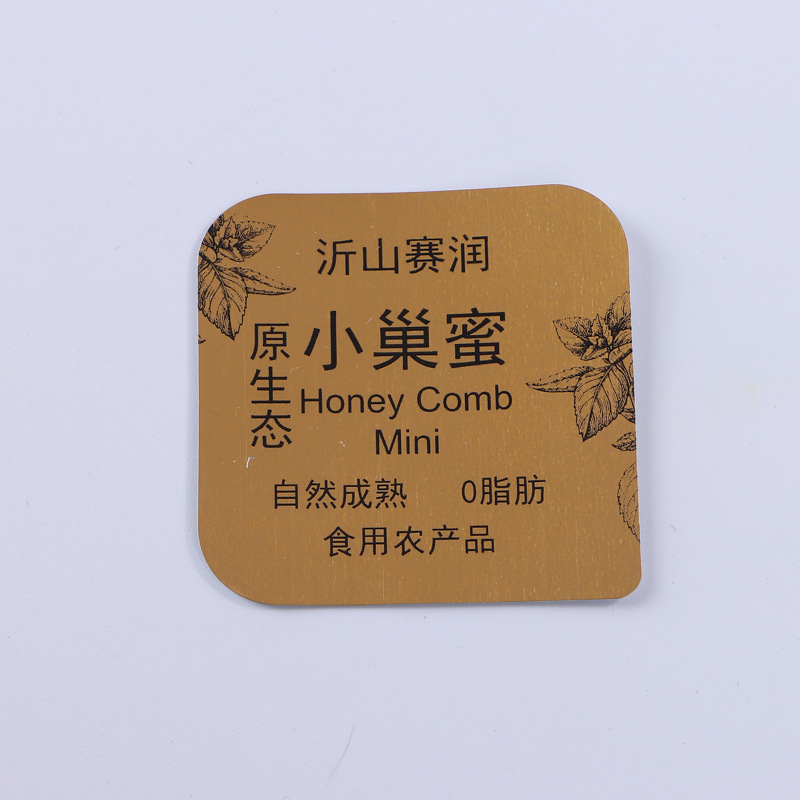 沂山赛润
原生态
小巢蜜
Honey Comb
Mini
自然成熟 0脂肪
食用农产品